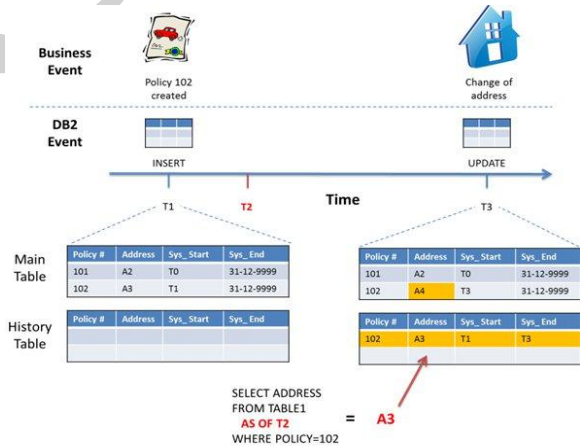 Business
Event
Policy 102
created
Change of
address
DB2
Event
INSERT
UPDATE
T1
T2
Time
T3
Main
Table
Policy # Address Sys_Start Sys_End
101 A2 T0 31-12-9999
102 A3 T1 31-12-9999
Policy # Address Sys_Start Sys_End
101 A2 T0 31-12-9999
102 A4 T3 31-12-9999
History
Table
Policy # Address Sys_Start Sys_End
Policy # Address Sys_Start Sys_End
102 A3 T1 T3
SELECT ADDRESS
FROM TABLE1
AS OF T2
WHERE POLICY=102
= A3